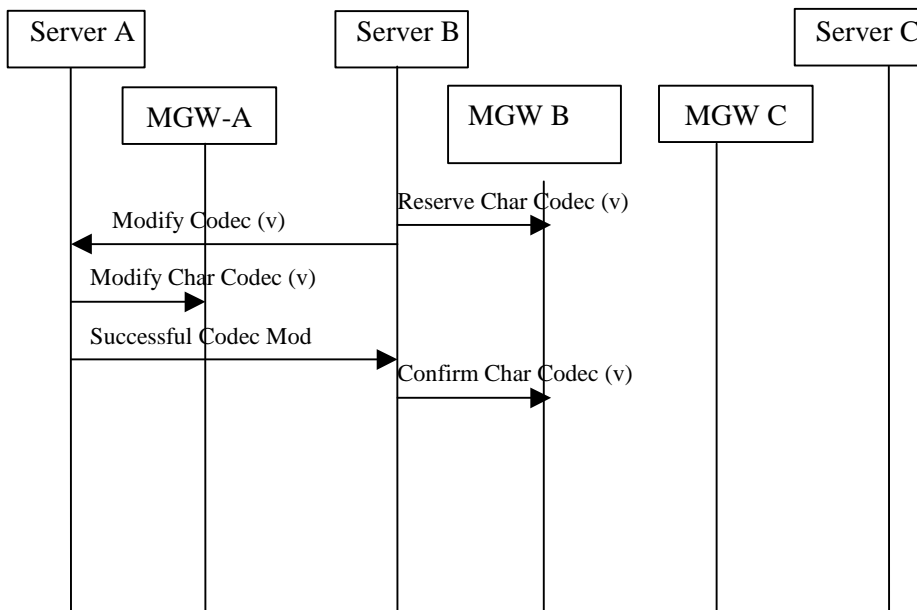 Server A
Server B
Server C
MGW-A
MGW B
MGW C
Reserve Char Codec (v)
Modify Codec (v)
Modify Char Codec (v)
Successful Codec Mod
Confirm Char Codec (v)